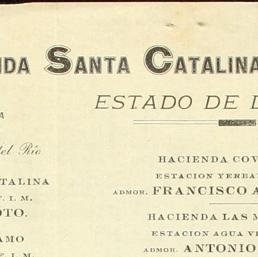 NDA SANTA CATALINA
ESTADO DE D
A
del Río
HACIENDA COV
TALINA
ESTACION YERBA
Y I. M.
ADMOR. FRANCISCO A
OTO.
HACIENDA LAS M
AMO
ESTACION AGUA V
Y I. M.
ADMOR. ANTONIO